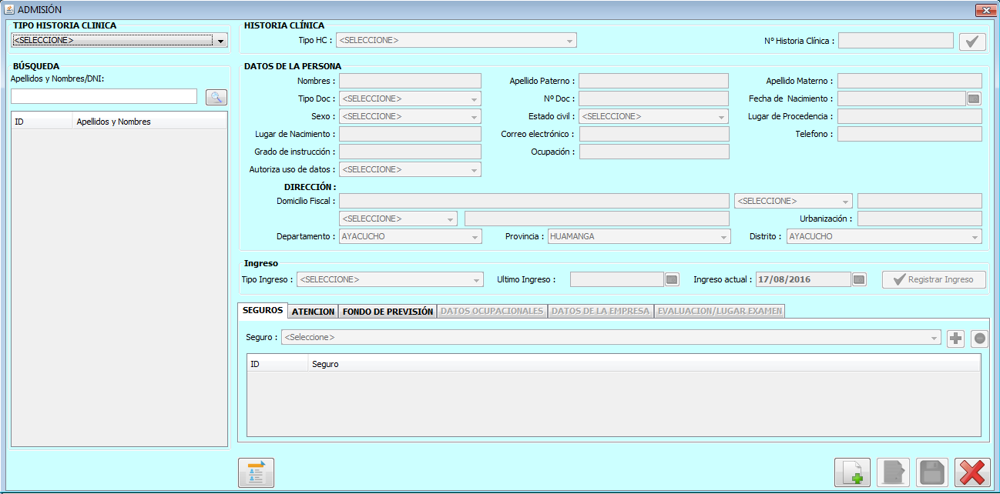 ADMISIÓN
TIPO HISTORIA CLINICA
<SELECCIONE>
BÚSQUEDA
Apellidos y Nombres/DNI:
ID Apellidos y Nombres
HISTORIA CLÍNICA
Tipo HC : <SELECCIONE> Nº Historia Clínica :
DATOS DE LA PERSONA
Nombres : Apellido Paterno : Apellido Materno :
Tipo Doc : <SELECCIONE> Nº Doc : Fecha de Nacimiento :
Sexo : <SELECCIONE> Estado civil : <SELECCIONE> Lugar de Procedencia :
Lugar de Nacimiento : Correo electrónico : Telefono :
Grado de instrucción : Ocupación :
Autoriza uso de datos : <SELECCIONE>
DIRECCIÓN :
Domicilio Fiscal : <SELECCIONE>
<SELECCIONE> Urbanización :
Departamento : AYACUCHO Provincia : HUAMANGA Distrito : AYACUCHO
Ingreso
Tipo Ingreso : <SELECCIONE> Ultimo Ingreso : Ingreso actual : 17/08/2016 Registrar Ingreso
SEGUROS ATENCION FONDO DE PREVISIÓN DATOS OCUPACIONALES DATOS DE LA EMPRESA EVALUACION/LUGAR EXAMEN
Seguro : <Seleccione>
ID Seguro